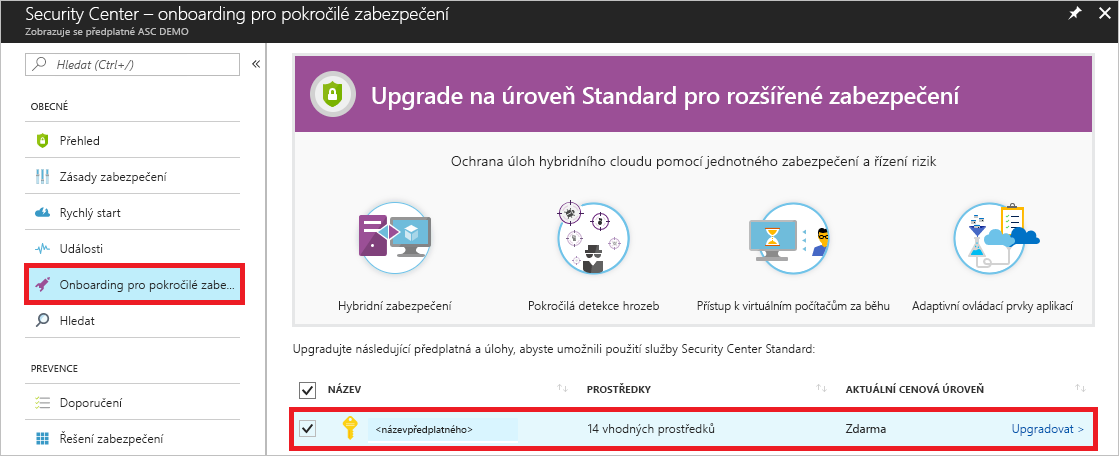 Security Center – onboarding pro pokročilé zabezpečení
Zobrazuje se předplatné ASC DEMO
Hledat (Ctrl+/)
OBECNÉ
Přehled
Zásady zabezpečení
Rychlý start
Události
Onboarding pro pokročilé zabe...
Hledat
PREVENCE
Doporučení
Řešení zabezpečení
Upgrade na úroveň Standard pro rozšířené zabezpečení
Ochrana úloh hybridního cloudu pomocí jednotného zabezpečení a řízení rizik
Hybridní zabezpečení
Pokročilá detekce hrozeb
Přístup k virtuálním počítačům za běhu
Adaptivní ovládací prvky aplikací
Upgradujte následující předplatná a úlohy, abyste umožnili použití služby Security Center Standard:
NÁZEV PROSTŘEDKY AKTUÁLNÍ CENOVÁ ÚROVEŇ
<názevpředplatného> 14 vhodných prostředků Zdarma Upgradovat >